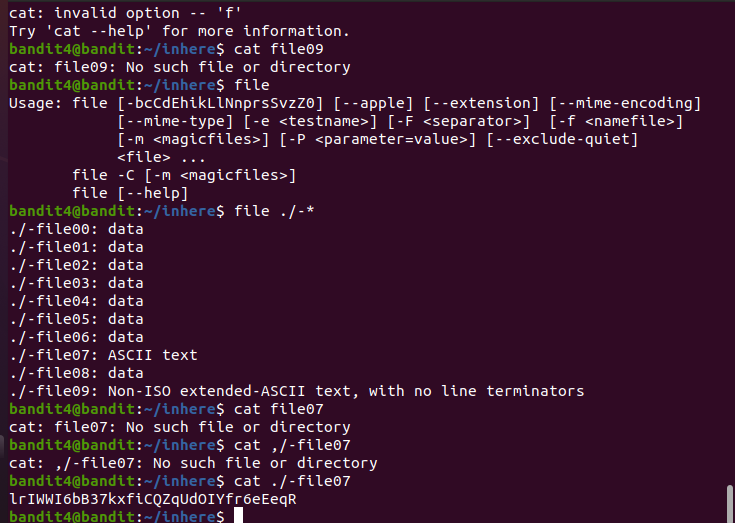 cat: invalid option -- 'f'
Try 'cat --help' for more information.
bandit4@bandit:~/inhere$ cat file09
cat: file09: No such file or directory
bandit4@bandit:~/inhere$ file
Usage: file [-bcCdEhikLlNnprsSvzZ0] [--apple] [--extension] [--mime-encoding]
            [--mime-type] [-e <testname>] [-F <separator>]  [-f <namefile>]
            [-m <magicfiles>] [-P <parameter=value>] [--exclude-quiet]
            <file> ...
       file -C [-m <magicfiles>]
       file [--help]
bandit4@bandit:~/inhere$ file ./-*
./-file00: data
./-file01: data
./-file02: data
./-file03: data
./-file04: data
./-file05: data
./-file06: data
./-file07: ASCII text
./-file08: data
./-file09: Non-ISO extended-ASCII text, with no line terminators
bandit4@bandit:~/inhere$ cat file07
cat: file07: No such file or directory
bandit4@bandit:~/inhere$ cat ,/-file07
cat: ,/-file07: No such file or directory
bandit4@bandit:~/inhere$ cat ./-file07
lrIWWI6bB37kxfiCQZqUdOIYfr6eEeqR
bandit4@bandit:~/inhere$